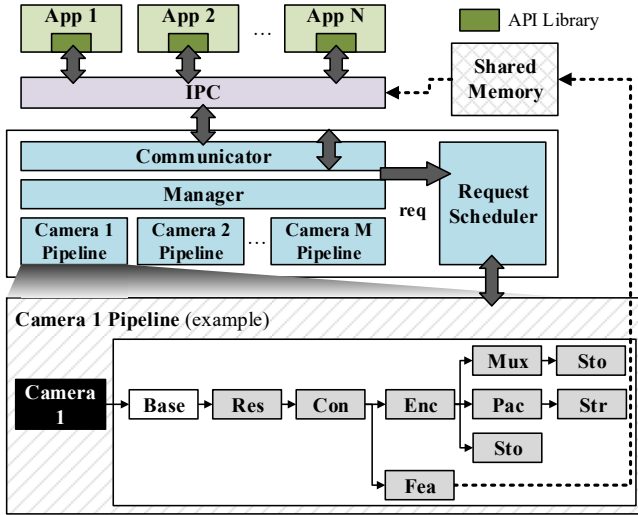 App 1
App 2
...
App N
API Library
IPC
Shared
Memory
Communicator
Manager
req
Request
Scheduler
Camera 1
Pipeline
Camera 2
Pipeline
...
Camera M
Pipeline
Camera 1 Pipeline (example)
Camera
1
Base
Res
Con
Enc
Mux
Sto
Pac
Str
Sto
Fea